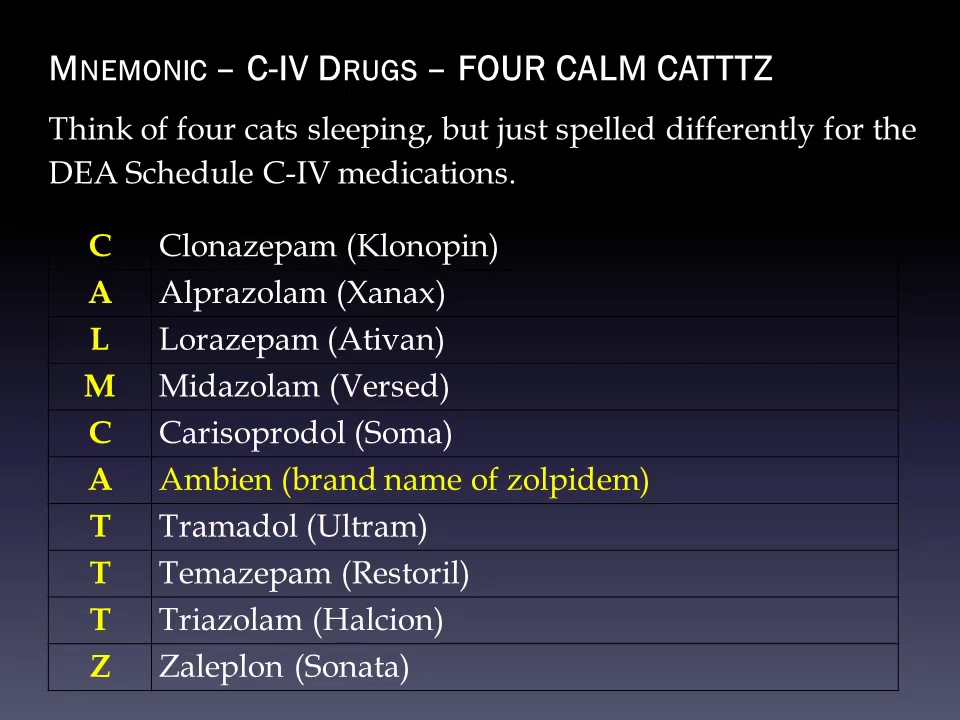 MNEMONIC – C-IV DRUGS – FOUR CALM CATTTZ
Think of four cats sleeping, but just spelled differently for the
DEA Schedule C-IV medications.
C Clonazepam (Klonopin)
A Alprazolam (Xanax)
L Lorazepam (Ativan)
M Midazolam (Versed)
C Carisoprodol (Soma)
A Ambien (brand name of zolpidem)
T Tramadol (Ultram)
T Temazepam (Restoril)
T Triazolam (Halcion)
Z Zaleplon (Sonata)